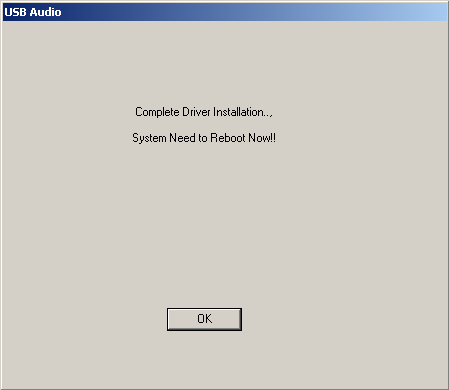 USB Audio
Complete Driver Installation..,
System Need to Reboot Now!!
OK